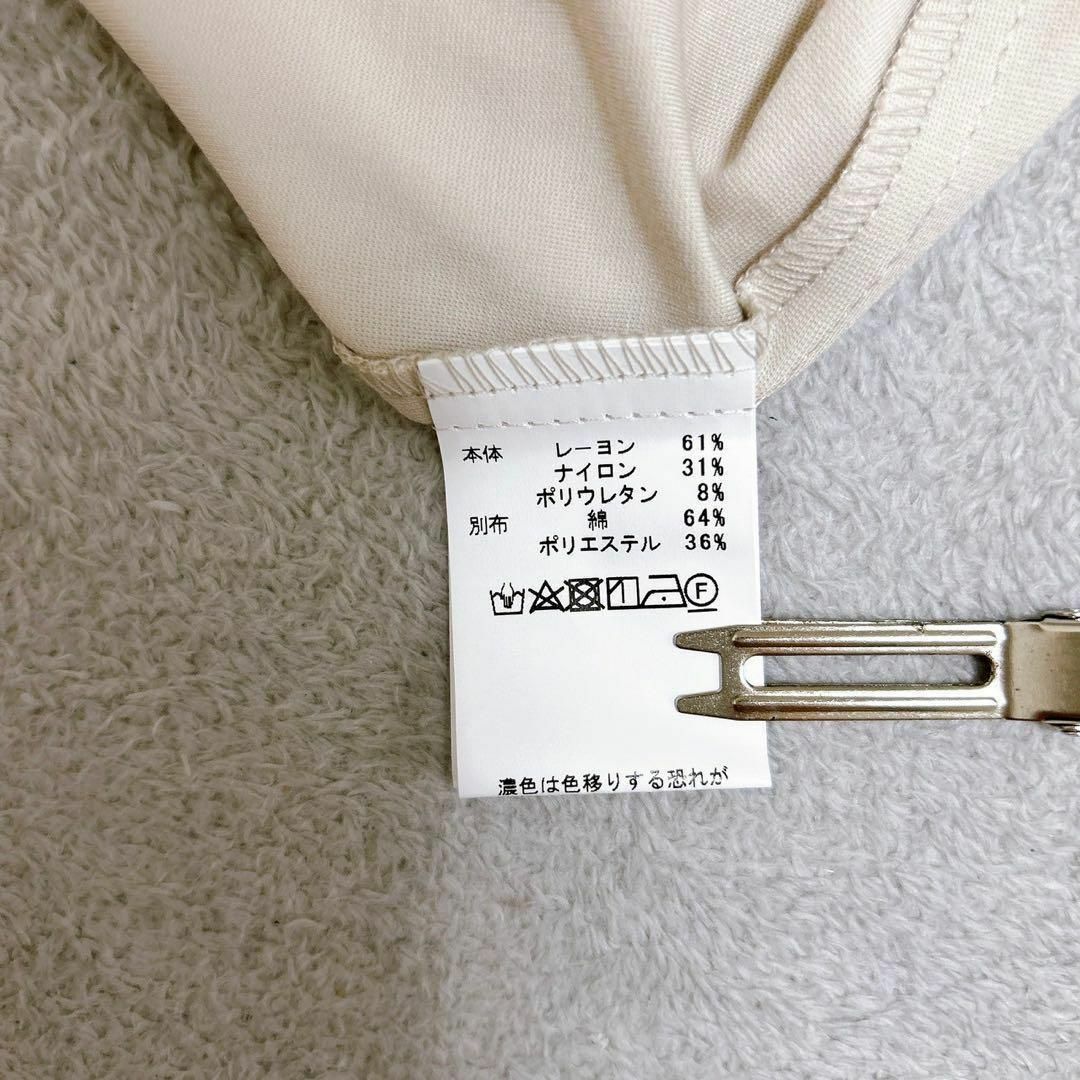 本体 レーヨン 61%
ナイロン 31%
ポリウレタン 8%
別布 綿 64%
ポリエステル 36%
F
濃色は色移りする恐れが